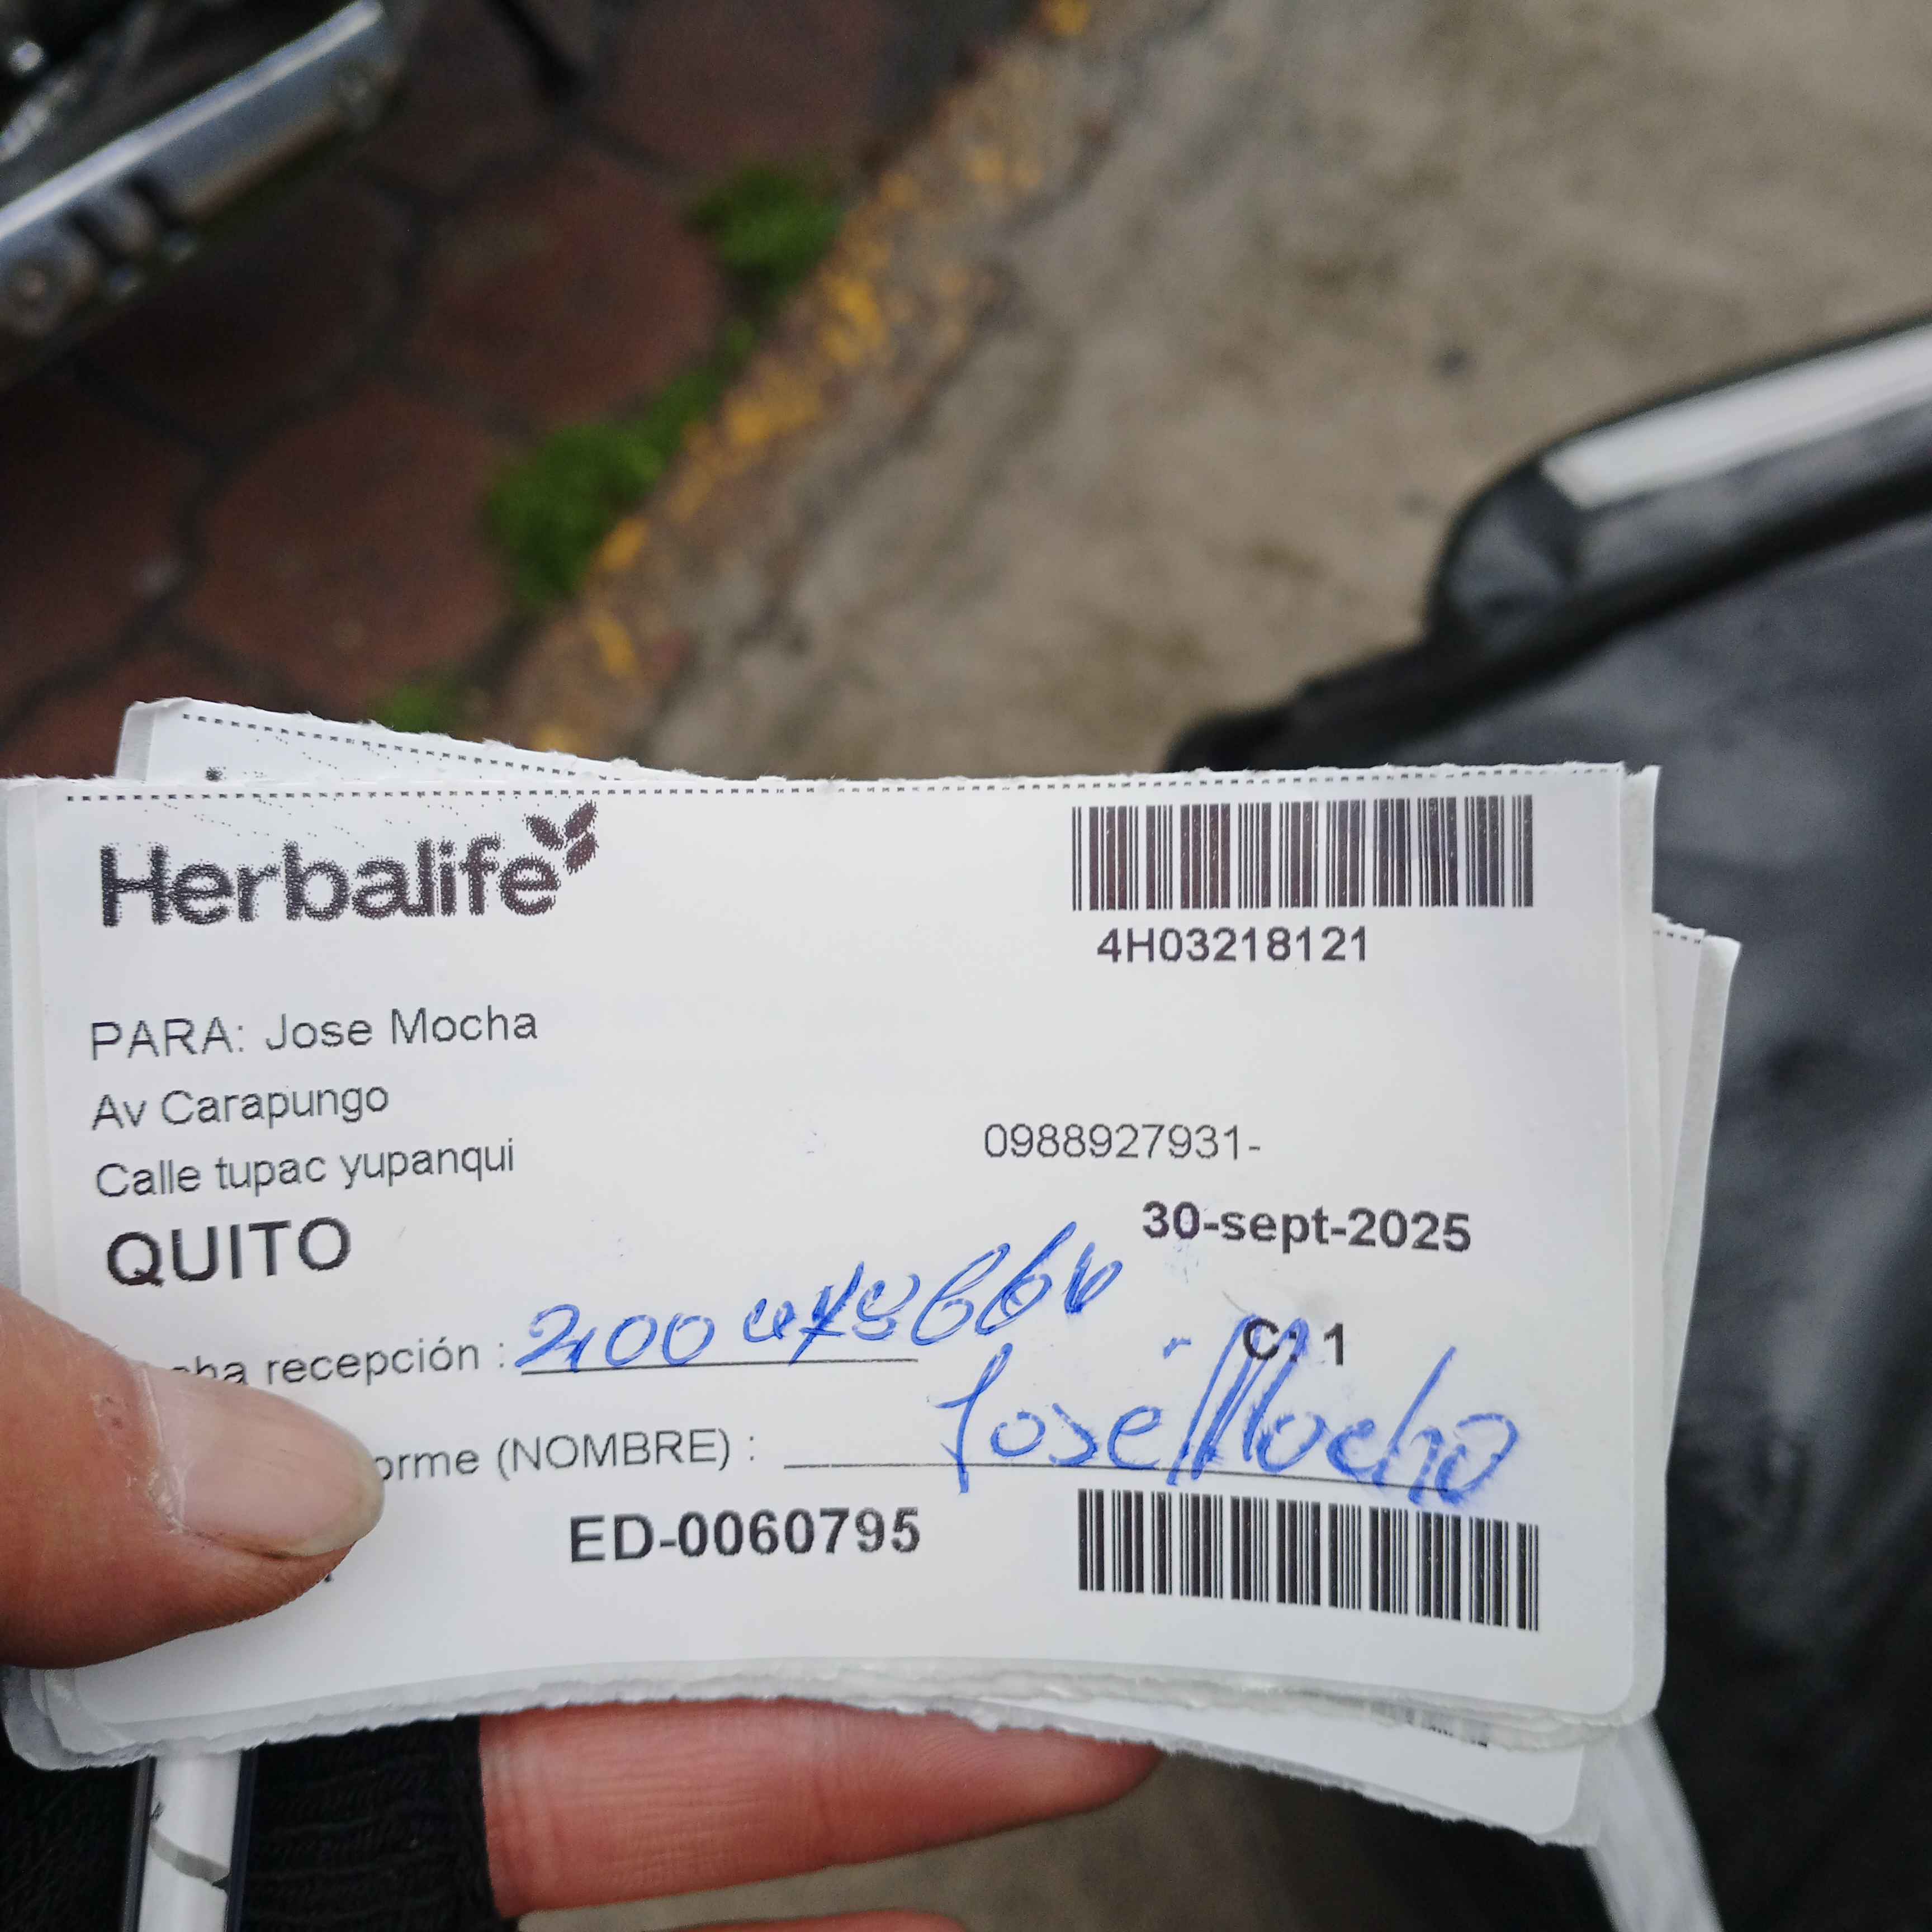 Herbalife
4H03218121
PARA: Jose Mocha
Av Carapungo
Calle tupac yupanqui
0988927931-
QUITO
30-sept-2025
recepción :
C: 1
(NOMBRE) : José Mocha
ED-0060795